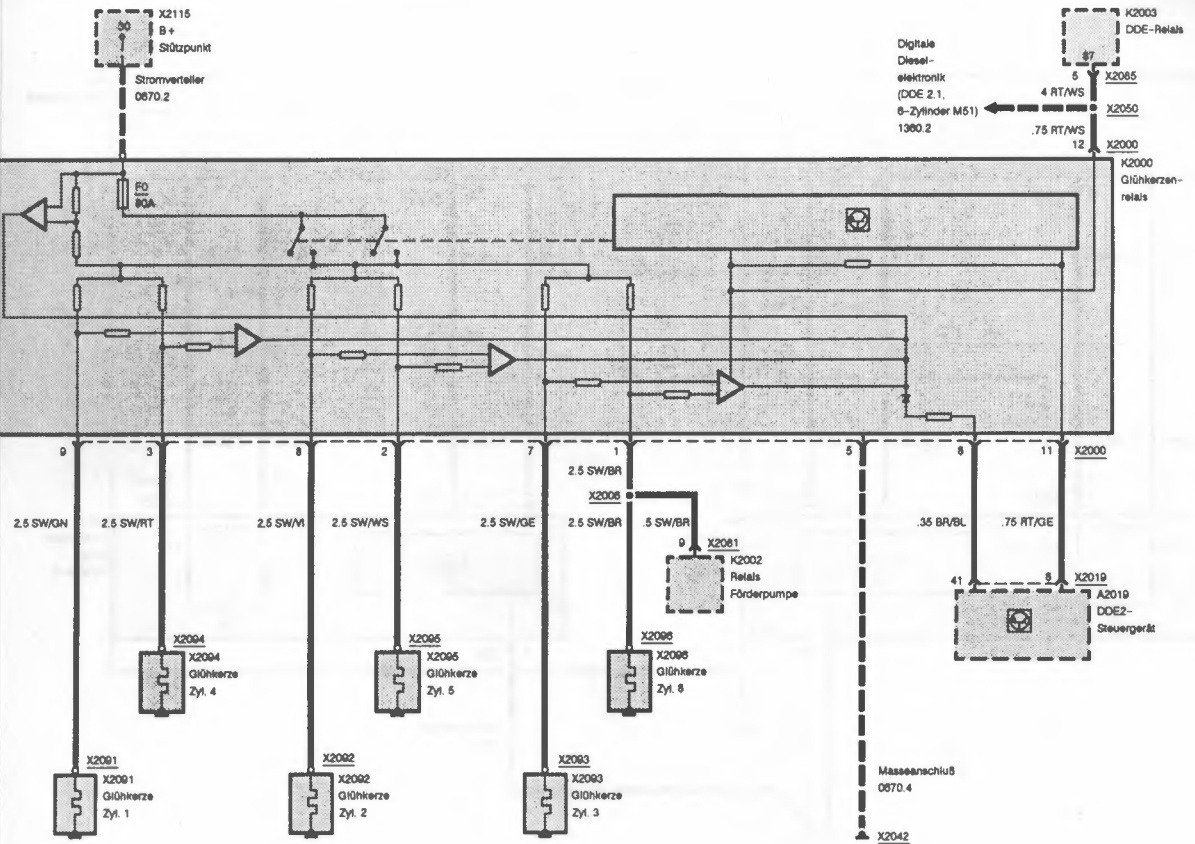 X2115
30
B+
Stützpunkt
Stromverteiler
0670.2
K2003
DDE-Relais
87
5
X2085
4 RT/WS
Digitale
Diesel-
elektronik
(DDE 2.1,
6-Zylinder M51)
1360.2
X2050
.75 RT/WS
12
X2000
K2000
Glühkerzen-
relais
F0
80A
9
3
8
2
7
1
5
6
11
X2000
2.5 SW/BR
X2006
2.5 SW/GN
2.5 SW/RT
2.5 SW/VI
2.5 SW/WS
2.5 SW/GE
2.5 SW/BR
.5 SW/BR
.35 BR/BL
.75 RT/GE
9
X2081
K2002
Relais
Förderpumpe
41
8
X2019
A2019
DDE2-
Steuergerät
X2094
X2094
Glühkerze
Zyl. 4
X2095
X2095
Glühkerze
Zyl. 5
X2096
X2096
Glühkerze
Zyl. 6
X2091
X2091
Glühkerze
Zyl. 1
X2092
X2092
Glühkerze
Zyl. 2
X2093
X2093
Glühkerze
Zyl. 3
Masseanschluß
0670.4
X2042